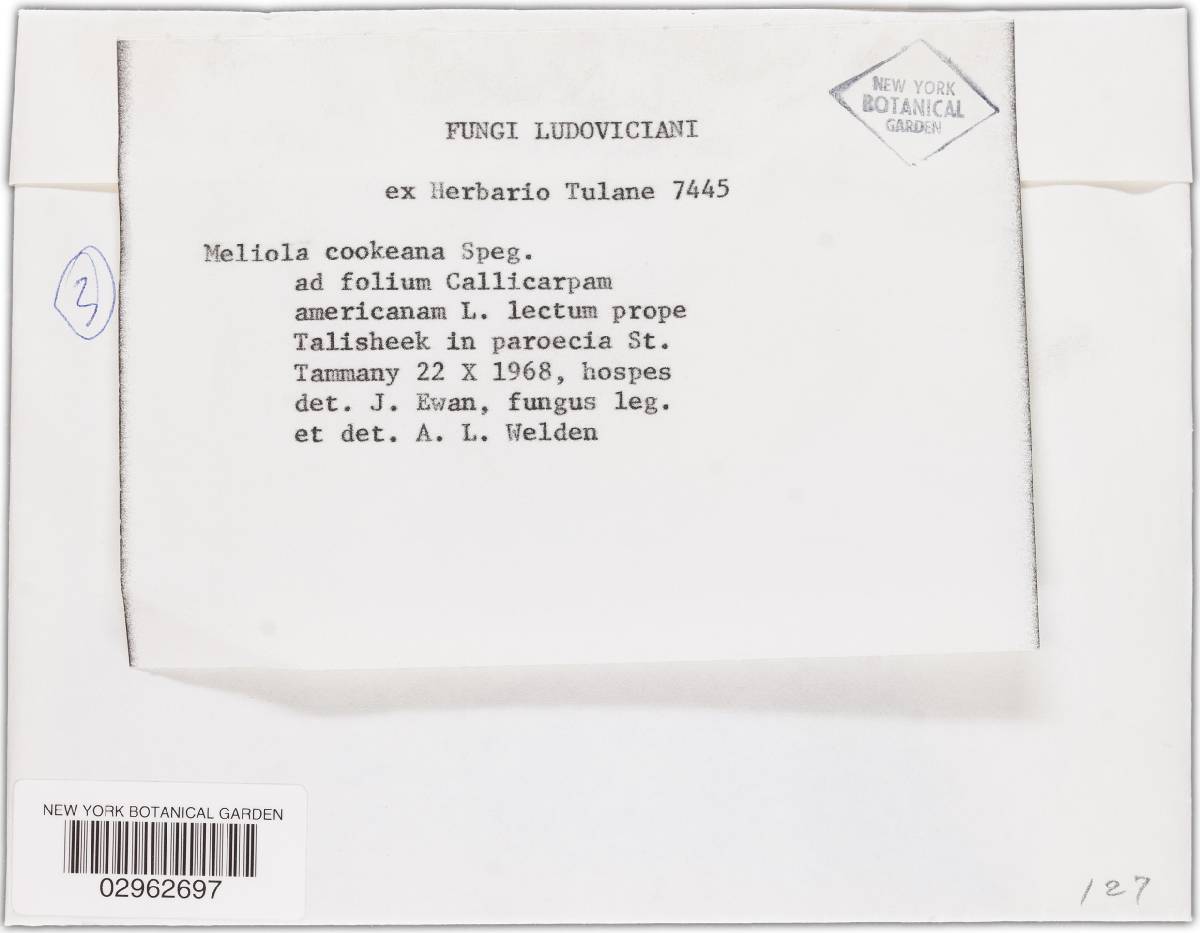 NEW YORK
BOTANICAL
GARDEN
FUNGI LUDOVICIANI
ex Herbario Tulane 7445
Meliola cookeana Speg.
ad folium Callicarpam
americanam L. lectum prope
Talisheek in paroecia St.
Tammany 22 X 1968, hospes
det. J. Ewan, fungus leg.
et det. A. L. Welden
3
NEW YORK BOTANICAL GARDEN
02962697
127